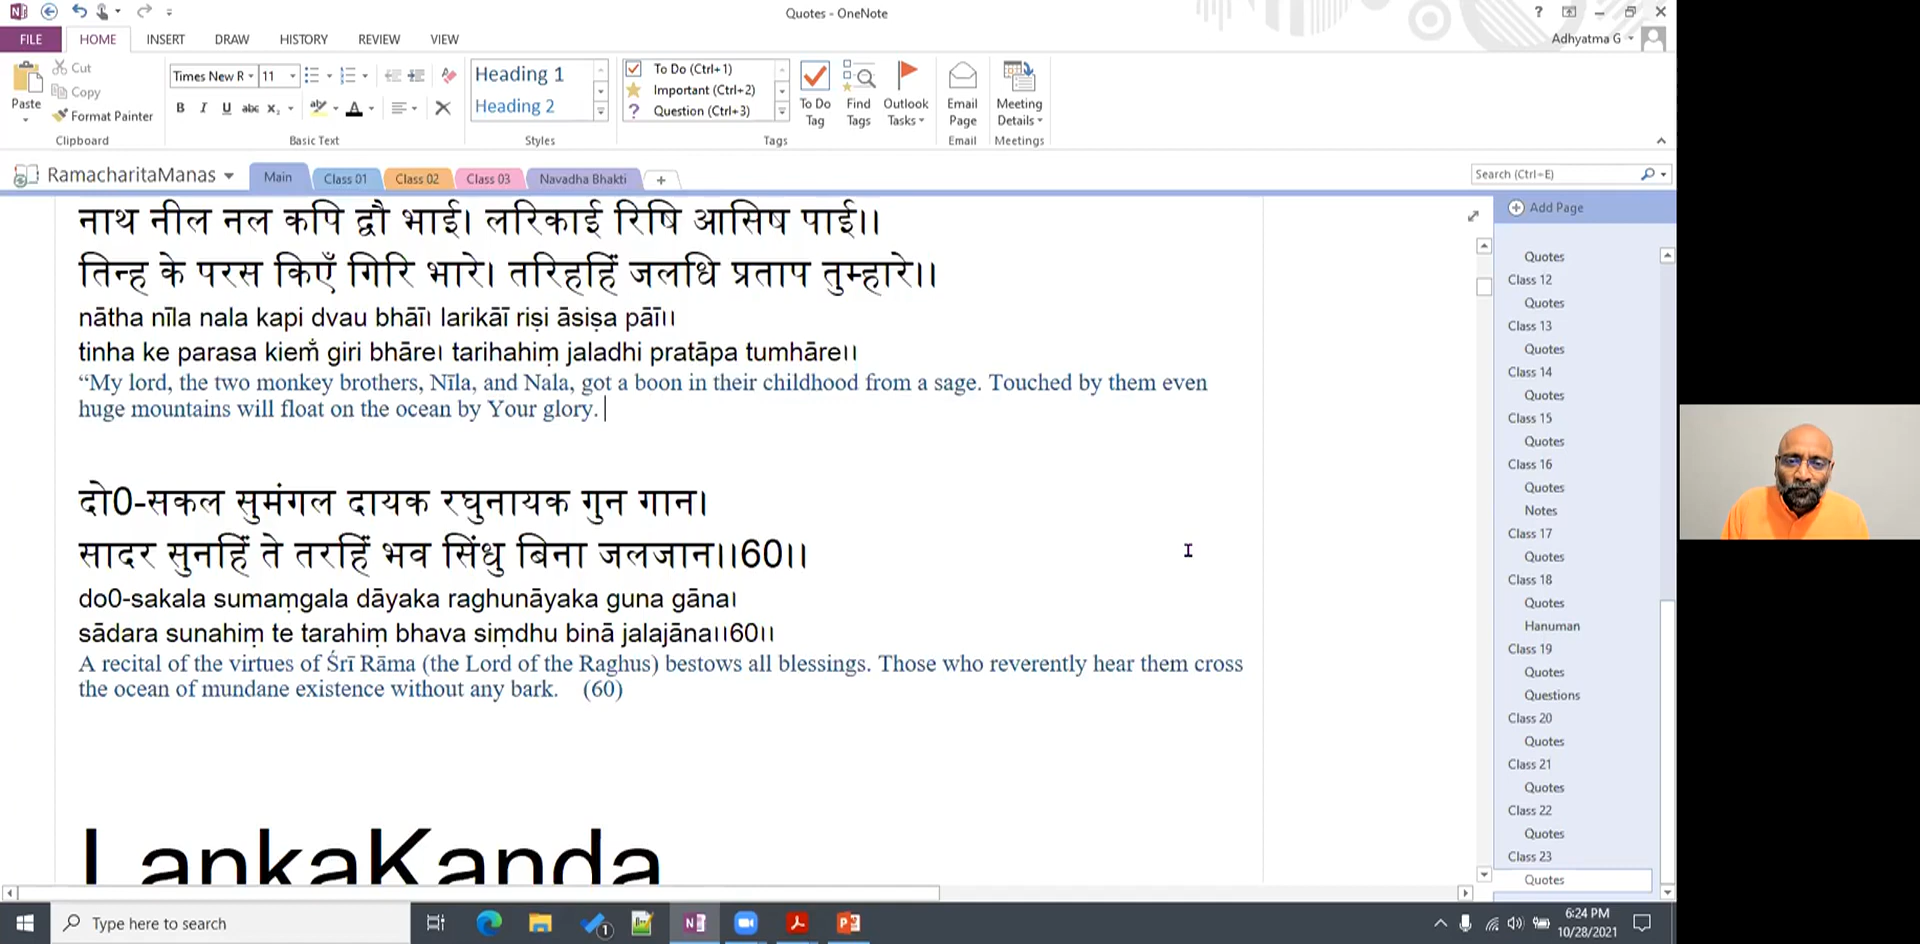 Quotes - OneNote
?
Adhyatma G
FILE HOME INSERT DRAW HISTORY REVIEW VIEW
Paste
Cut
Copy
Format Painter
Clipboard
Times New R 11
B I U abc x₂ A
Basic Text
Heading 1
Heading 2
Styles
To Do (Ctrl+1)
Important (Ctrl+2)
? Question (Ctrl+3)
Tags
To Do Tag
Find Tags
Outlook Tasks
Email Page
Email
Meeting Details
Meetings
RamacharitaManas
Main Class 01 Class 02 Class 03 Navadha Bhakti +
Search (Ctrl+E)
नाथ नील नल कपि द्वौ भाई। लरिकाई रिषि आसिष पाई।।
तिन्ह के परस किएँ गिरि भारे। तरिहहिं जलधि प्रताप तुम्हारे।।
nātha nīla nala kapi dvau bhāī। larikāī riṣi āsiṣa pāī।।
tinha ke parasa kiem̐ giri bhāre। tarihahiṃ jaladhi pratāpa tumhāre।।
“My lord, the two monkey brothers, Nīla, and Nala, got a boon in their childhood from a sage. Touched by them even
huge mountains will float on the ocean by Your glory.
दो0-सकल सुमंगल दायक रघुनायक गुन गान।
सादर सुनहिं ते तरहिं भव सिंधु बिना जलजान।।60।।
do0-sakala sumaṃgala dāyaka raghunāyaka guna gāna।
sādara sunahiṃ te tarahiṃ bhava siṃdhu binā jalajāna।।60।।
A recital of the virtues of Śrī Rāma (the Lord of the Raghus) bestows all blessings. Those who reverently hear them cross
the ocean of mundane existence without any bark. (60)
LankaKanda
Add Page
Quotes
Class 12
Quotes
Class 13
Quotes
Class 14
Quotes
Class 15
Quotes
Class 16
Quotes
Notes
Class 17
Quotes
Class 18
Quotes
Hanuman
Class 19
Quotes
Questions
Class 20
Quotes
Class 21
Quotes
Class 22
Quotes
Class 23
Quotes
Type here to search
6:24 PM
10/28/2021